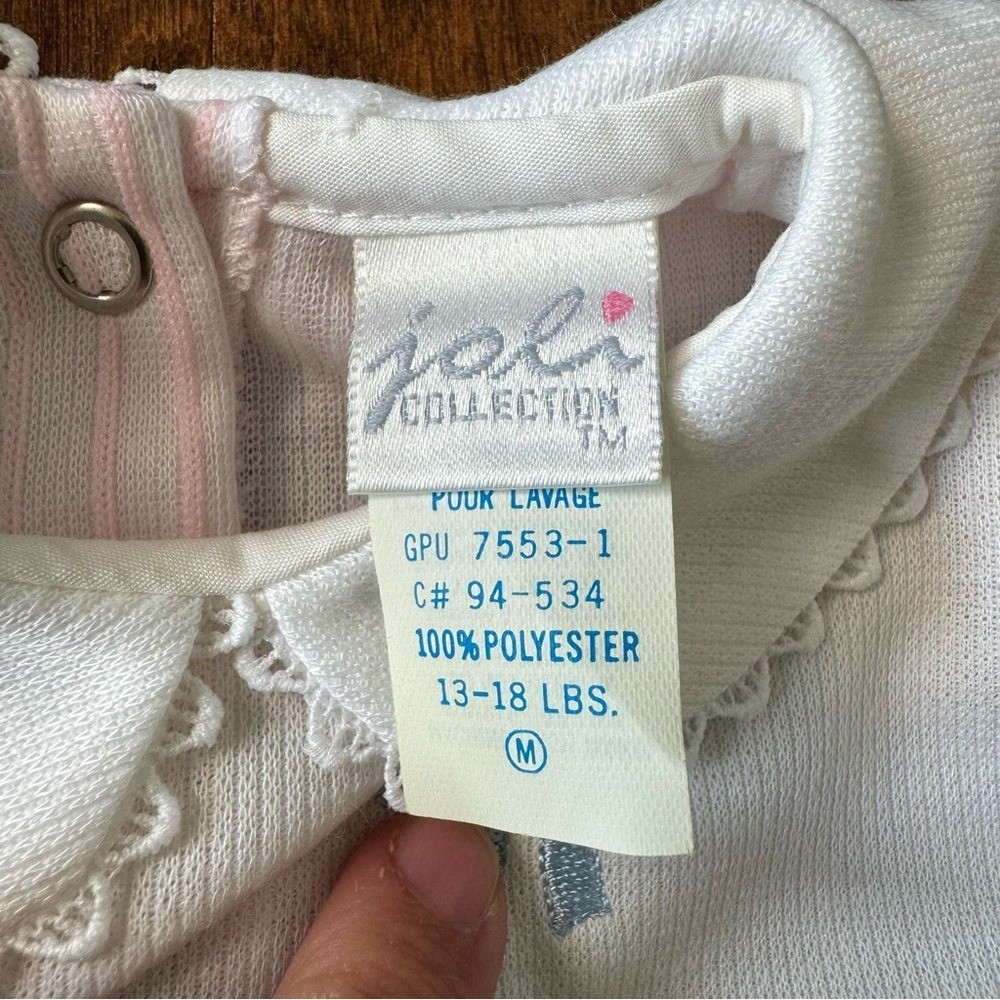 joli
COLLECTION
TM
POUR LAVAGE
GPU 7553-1
C# 94-534
100% POLYESTER
13-18 LBS.
M